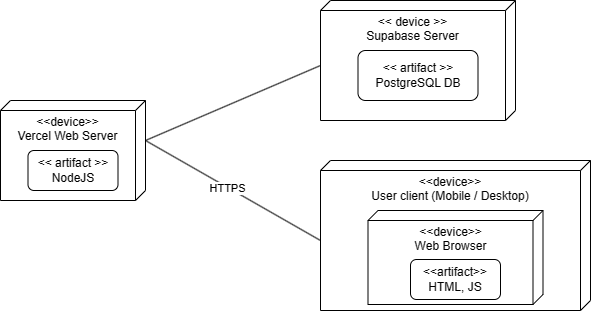 << device >>
Supabase Server
<< artifact >>
PostgreSQL DB
<<device>>
Vercel Web Server
<< artifact >>
NodeJS
HTTPS
<<device>>
User client (Mobile / Desktop)
<<device>>
Web Browser
<<artifact>>
HTML, JS